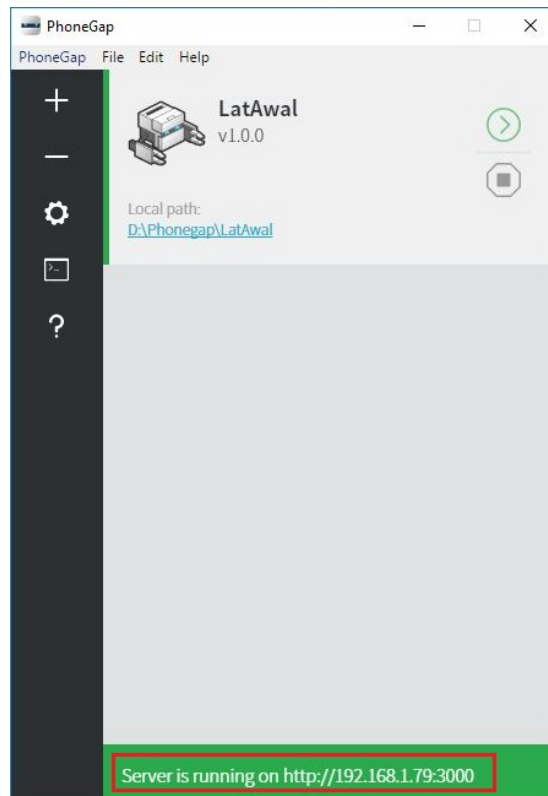 PhoneGap
PhoneGap File Edit Help
LatAwal
v1.0.0
Local path:
D:\Phonegap\LatAwal
Server is running on http://192.168.1.79:3000